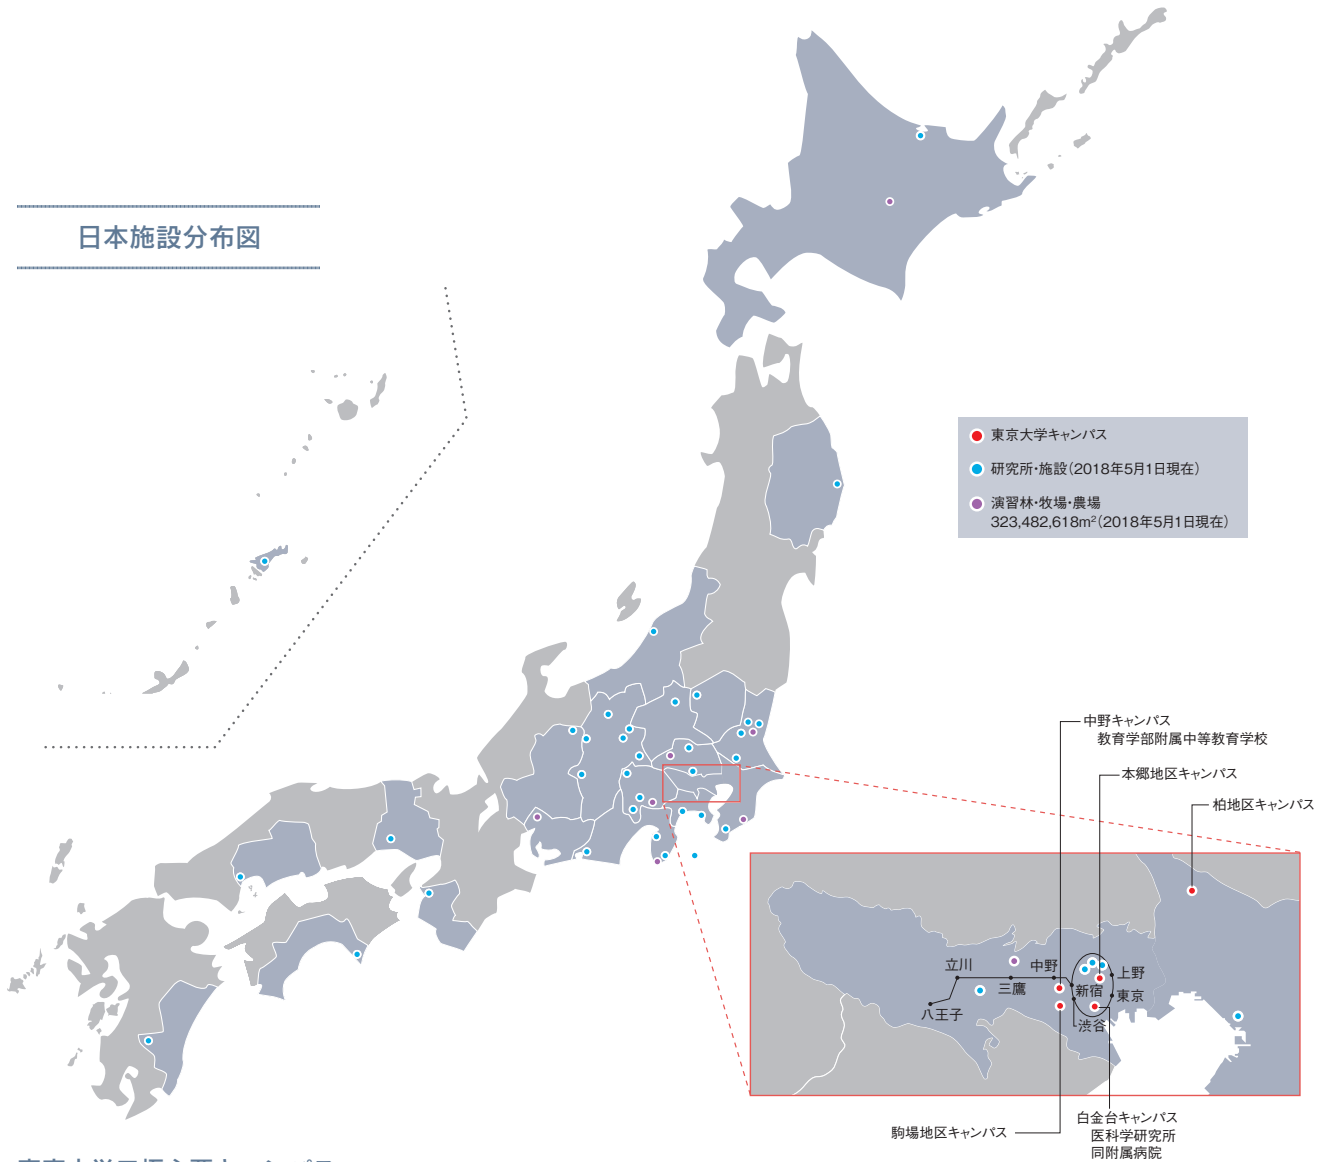 日本施設分布図
東京大学キャンパス
研究所・施設(2018年5月1日現在)
演習林・牧場・農場
323,482,618m²(2018年5月1日現在)
中野キャンパス
教育学部附属中等教育学校
本郷地区キャンパス
柏地区キャンパス
立川
中野
上野
三鷹
新宿
東京
八王子
渋谷
駒場地区キャンパス
白金台キャンパス
医科学研究所
同附属病院